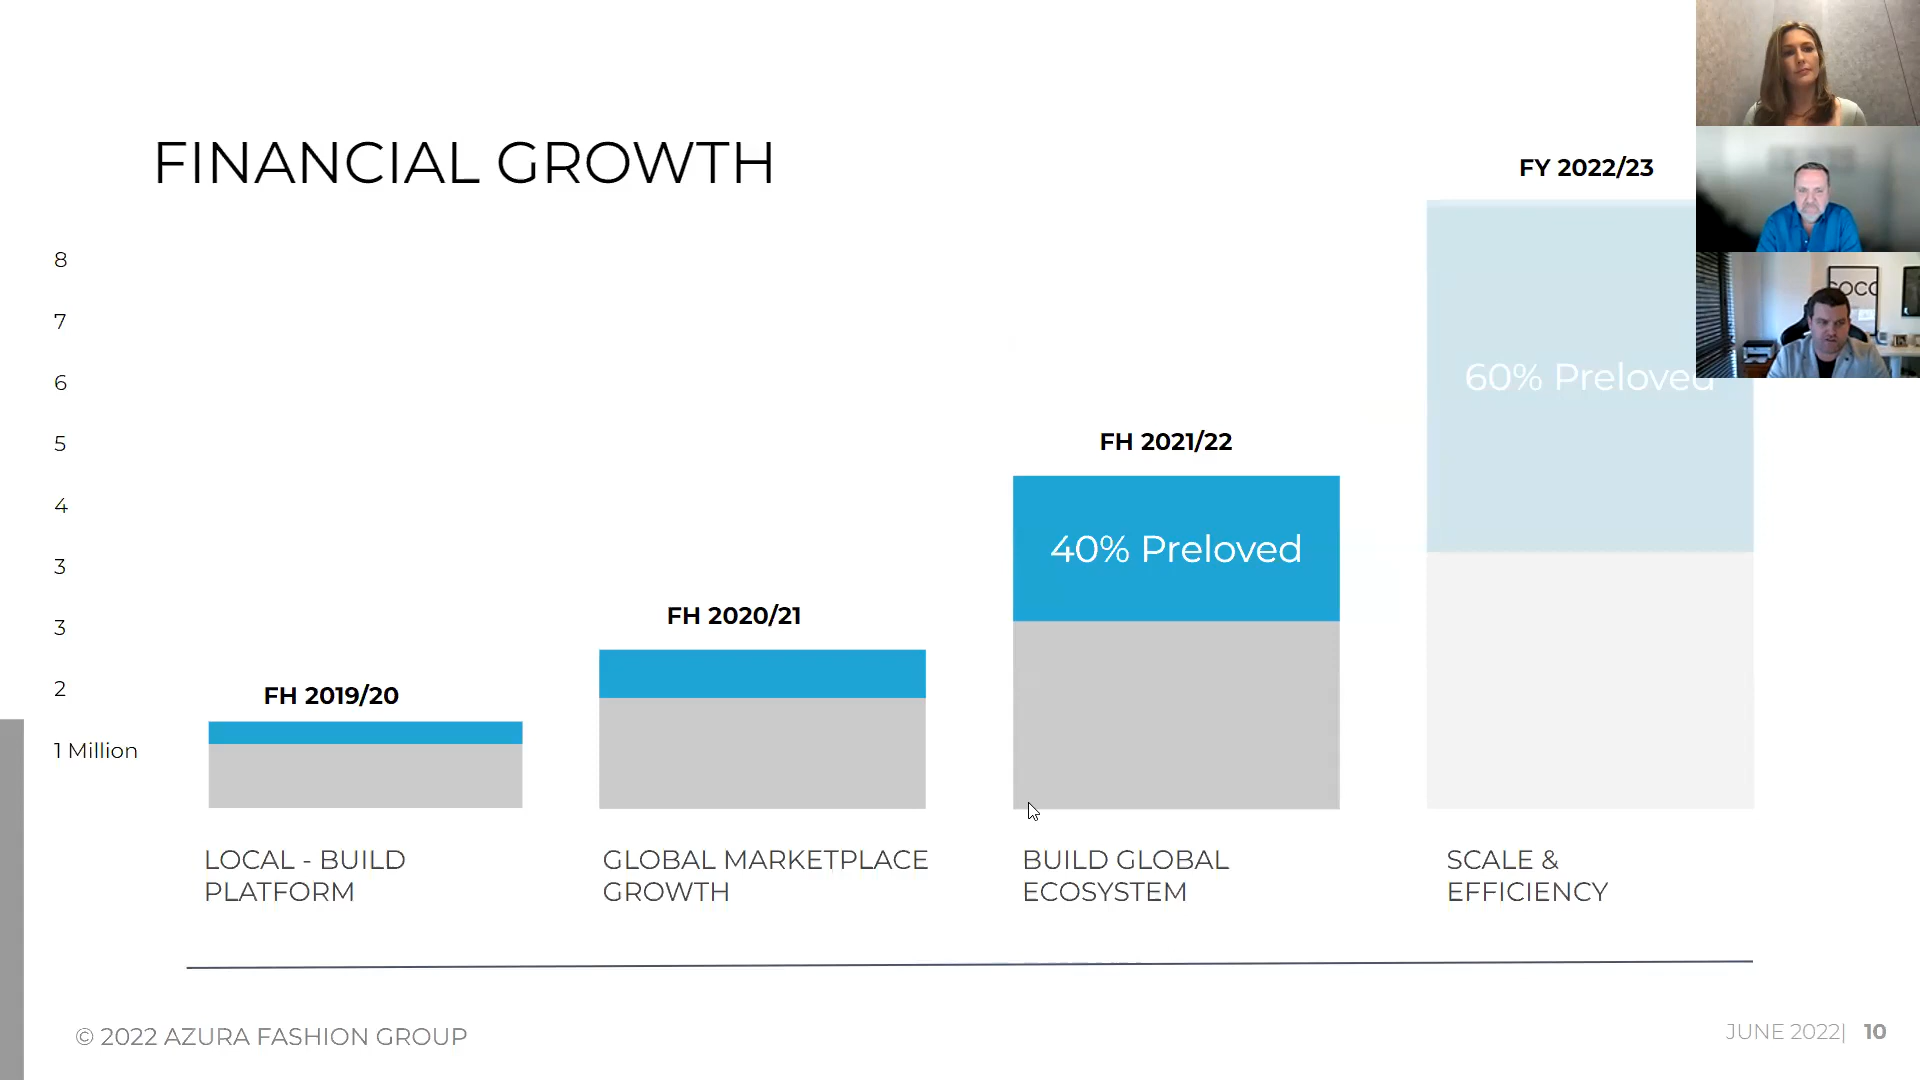 FINANCIAL GROWTH
FY 2022/23
8
7
6
60% Preloved
5
FH 2021/22
4
40% Preloved
3
FH 2020/21
3
2
FH 2019/20
1 Million
LOCAL - BUILD
PLATFORM
GLOBAL MARKETPLACE
GROWTH
BUILD GLOBAL
ECOSYSTEM
SCALE &
EFFICIENCY
© 2022 AZURA FASHION GROUP
JUNE 2022| 10